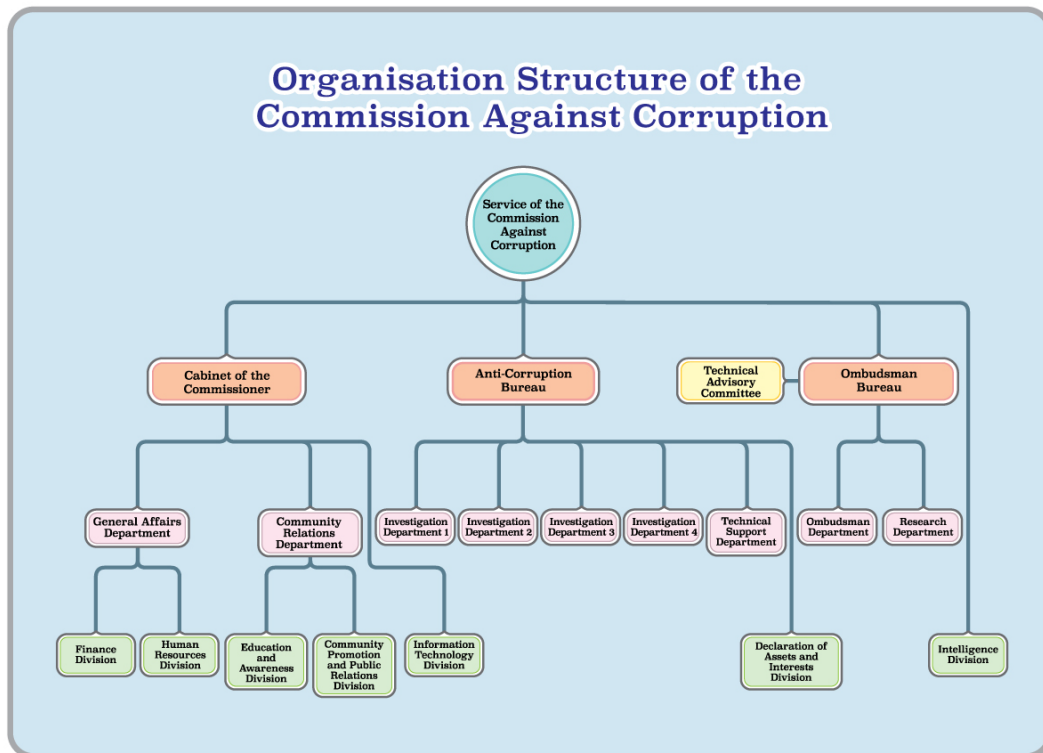 Organisation Structure of the
Commission Against Corruption
Service of the
Commission
Against
Corruption
Cabinet of the
Commissioner
Anti-Corruption
Bureau
Technical
Advisory
Committee
Ombudsman
Bureau
General Affairs
Department
Community
Relations
Department
Investigation
Department 1
Investigation
Department 2
Investigation
Department 3
Investigation
Department 4
Technical
Support
Department
Ombudsman
Department
Research
Department
Finance
Division
Human
Resources
Division
Education
and
Awareness
Division
Community
Promotion
and Public
Relations
Division
Information
Technology
Division
Declaration of
Assets and
Interests
Division
Intelligence
Division